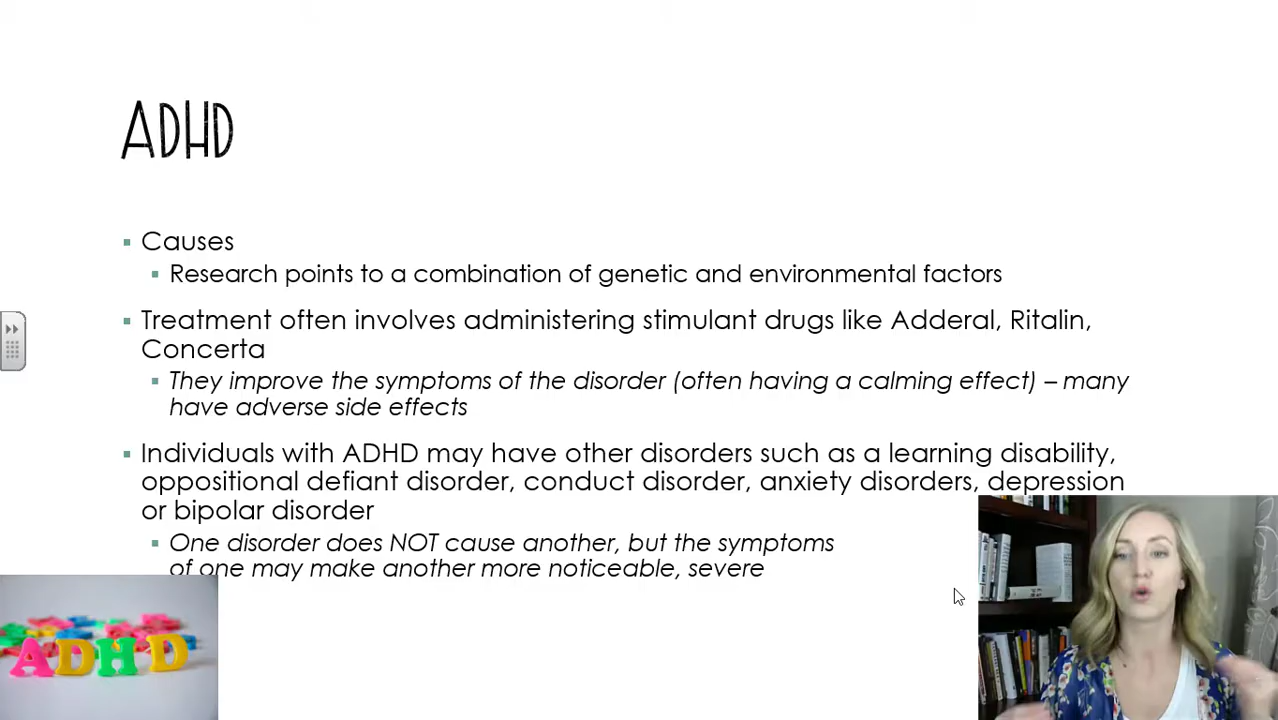 ADHD
Causes
Research points to a combination of genetic and environmental factors
Treatment often involves administering stimulant drugs like Adderal, Ritalin,
Concerta
They improve the symptoms of the disorder (often having a calming effect) – many
have adverse side effects
Individuals with ADHD may have other disorders such as a learning disability,
oppositional defiant disorder, conduct disorder, anxiety disorders, depression
or bipolar disorder
One disorder does NOT cause another, but the symptoms
of one may make another more noticeable, severe
ADHD